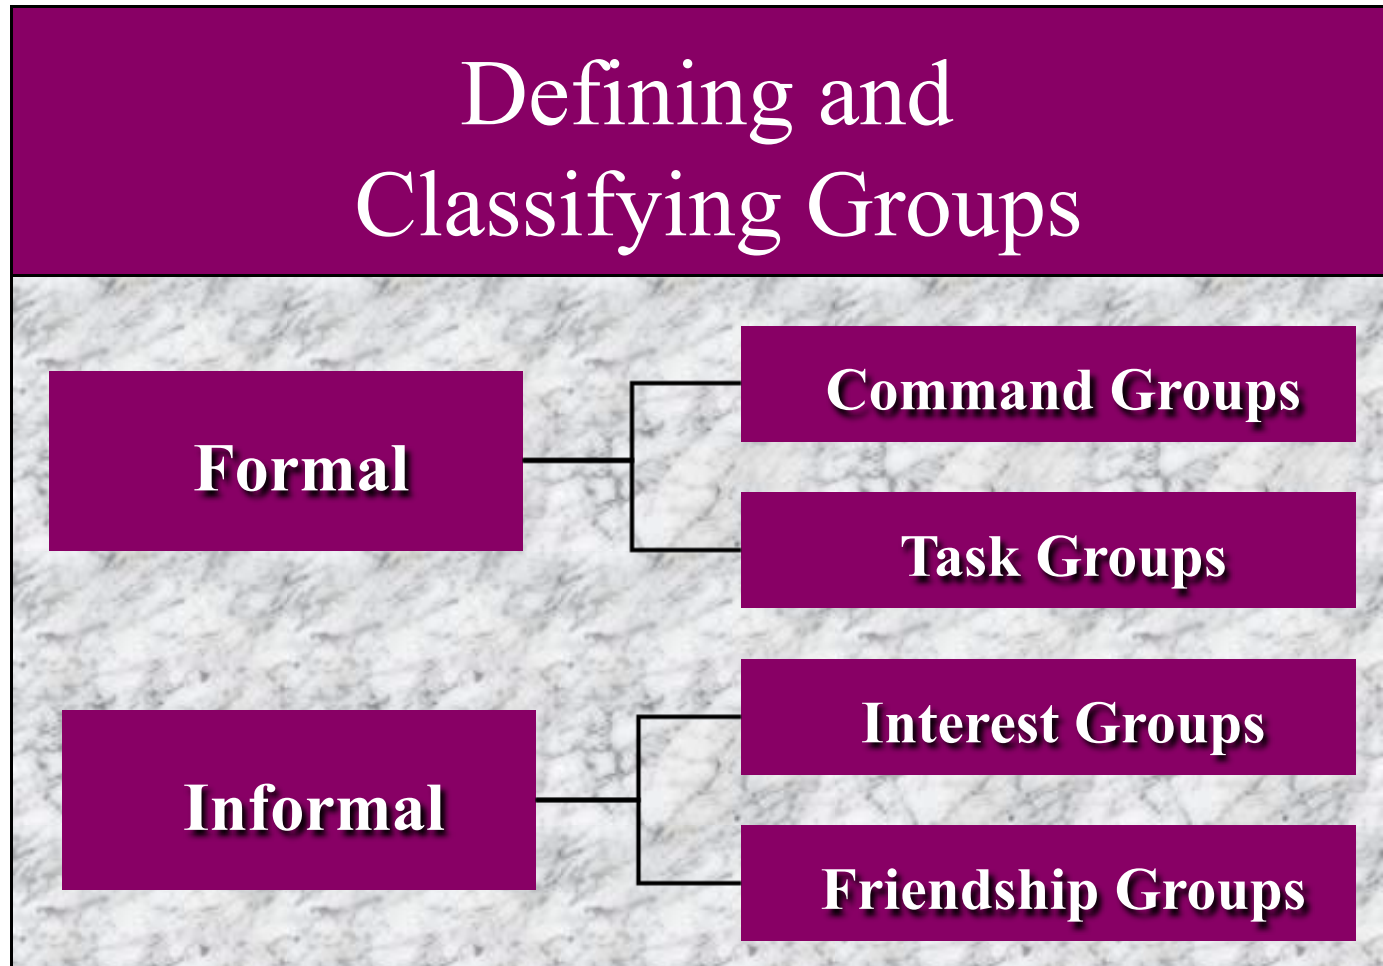 Defining and
Classifying Groups
Formal
Command Groups
Task Groups
Informal
Interest Groups
Friendship Groups